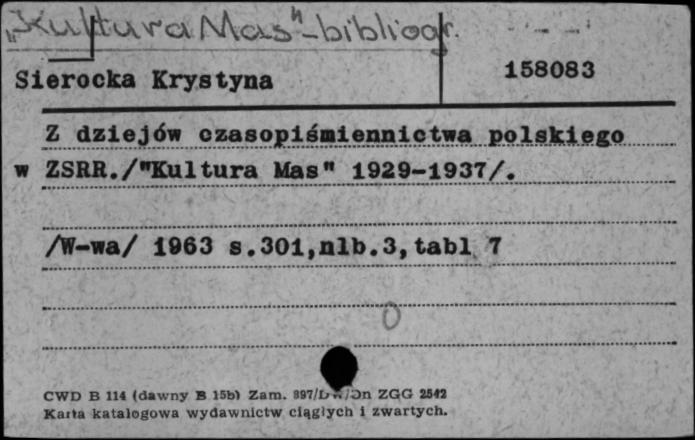 „Kultura Mas"-bibliogr.
Sierocka Krystyna 158083
Z dziejów czasopiśmiennictwa polskiego
w ZSRR./"Kultura Mas" 1929-1937/.
/W-wa/ 1963 s.301,nlb.3,tabl 7
0
CWD B 114 (dawny B 15b) Zam. 897/ ZGG 2542
Karta katalogowa wydawnictw ciągłych i zwartych.